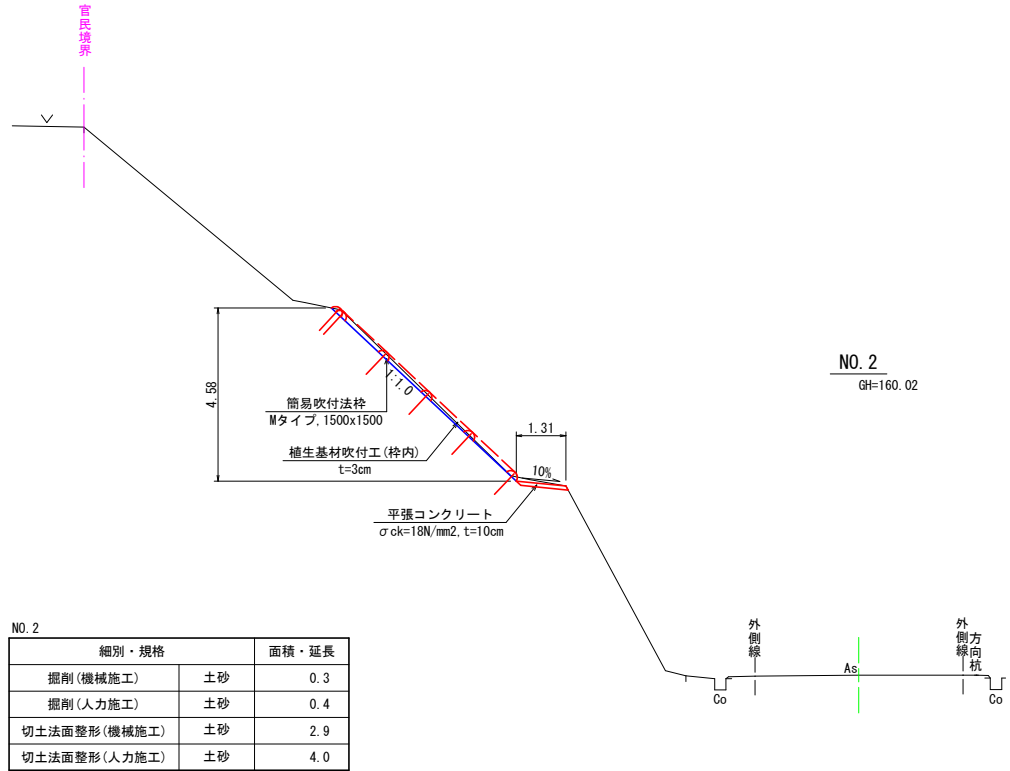 官民境界
4.58
1:1.0
簡易吹付法枠
Mタイプ, 1500x1500
植生基材吹付工(枠内)
t=3cm
1.31
10%
平張コンクリート
σck=18N/mm2, t=10cm
NO. 2
GH=160.02
外側線
外側線
方向杭
As
Co
Co
NO. 2
細別・規格 面積・延長
掘削(機械施工) 土砂 0.3
掘削(人力施工) 土砂 0.4
切土法面整形(機械施工) 土砂 2.9
切土法面整形(人力施工) 土砂 4.0